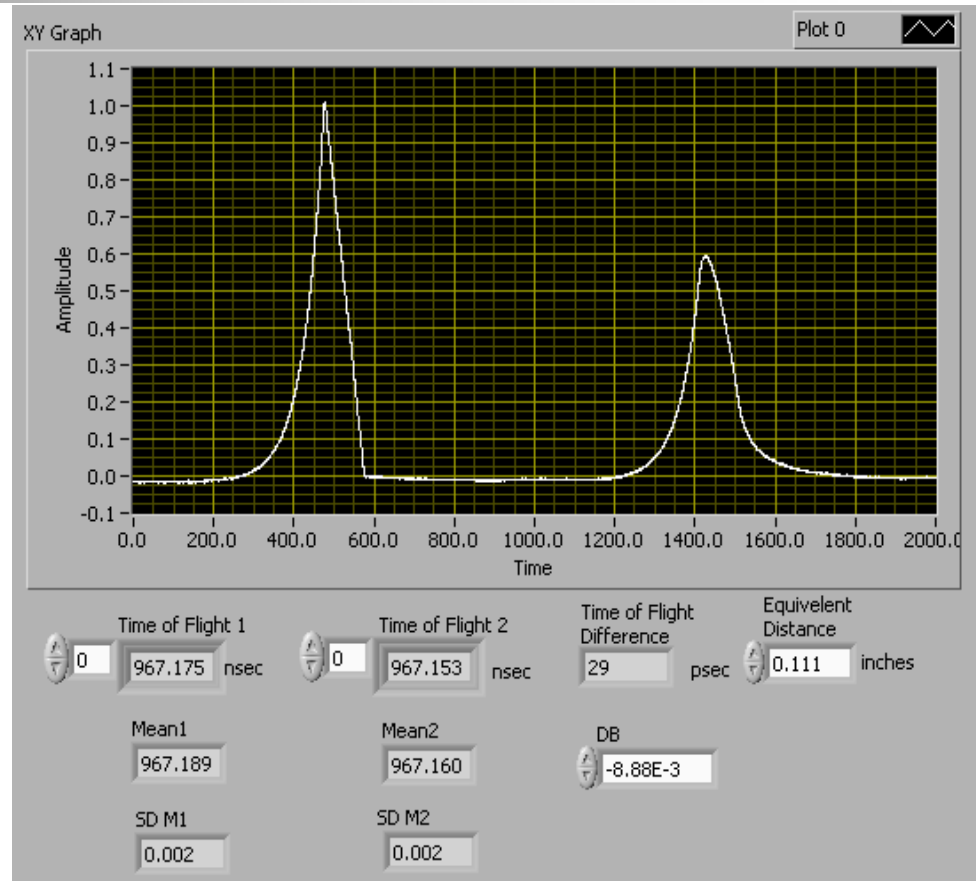 XY Graph
Plot 0
1.1
1.0
0.9
0.8
0.7
0.6
0.5
0.4
0.3
0.2
0.1
0.0
-0.1
Amplitude
0.0 200.0 400.0 600.0 800.0 1000.0 1200.0 1400.0 1600.0 1800.0 2000.0
Time
Time of Flight 1
0 967.175 nsec
Time of Flight 2
0 967.153 nsec
Time of Flight
Difference
29 psec
Equivelent
Distance
0.111 inches
Mean1
967.189
Mean2
967.160
DB
-8.88E-3
SD M1
0.002
SD M2
0.002